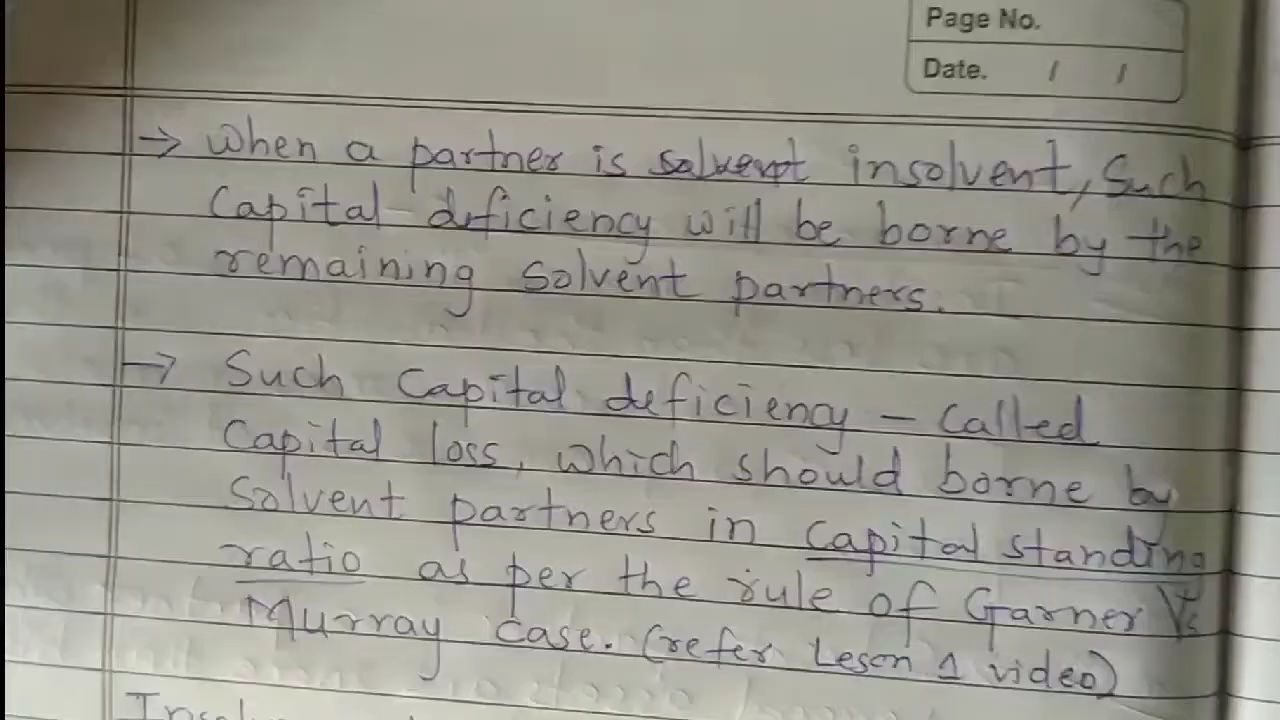 Page No.
Date. / /
→ When a partner is solvent insolvent, Such
Capital deficiency will be borne by the
remaining Solvent partners.
→ Such Capital deficiency - Called
Capital loss, which should borne by
Solvent partners in Capital standing
ratio as per the rule of Garner Vs
Murray case. (refer Leson 1 video)